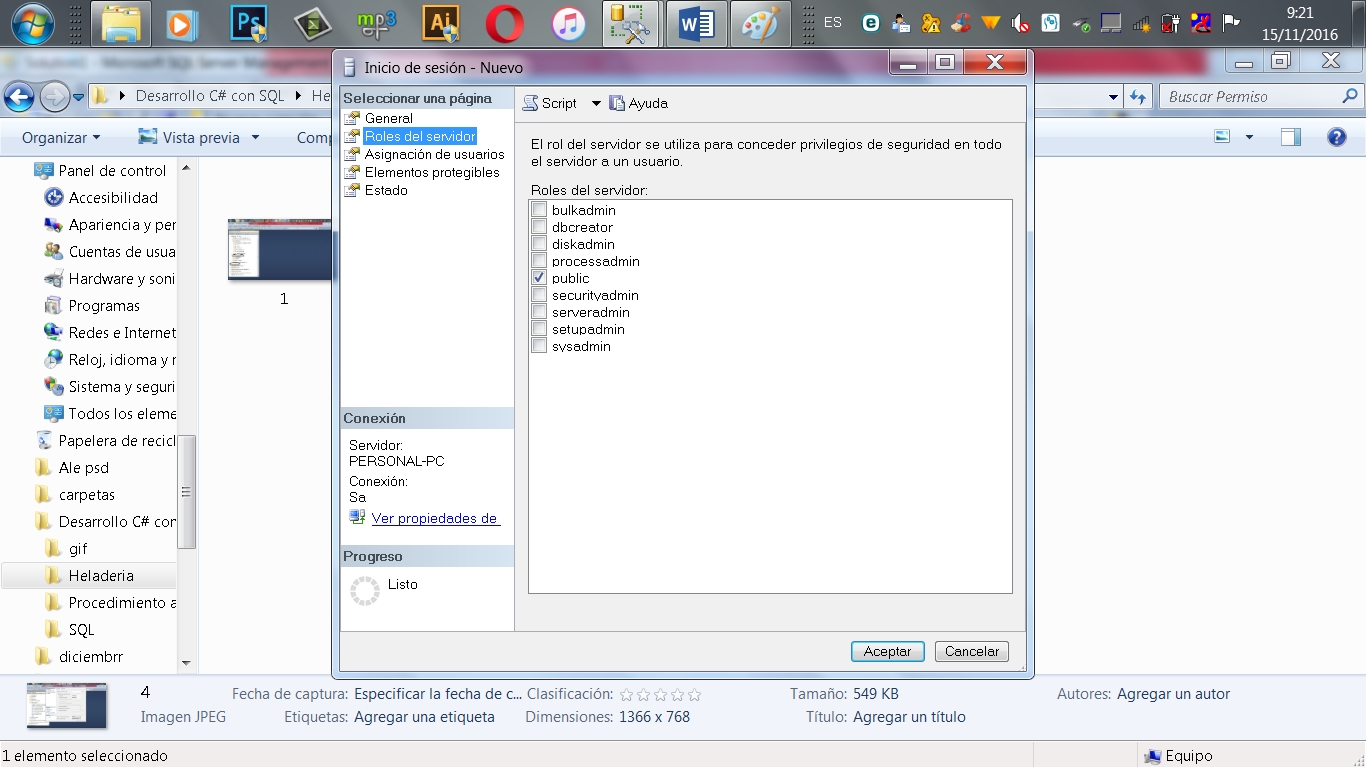 Ps
mp3
Ai
W
ES
9:21
15/11/2016
Microsoft SQL Server Management
Inicio de sesión - Nuevo
Desarrollo C# con SQL
He
Buscar Permiso
Organizar
Vista previa
Comp
Panel de control
Accesibilidad
Apariencia y per
Cuentas de usua
Hardware y soni
Programas
Redes e Internet
Reloj, idioma y r
Sistema y seguri
Todos los eleme
Papelera de recicl
Ale psd
carpetas
Desarrollo C# con
gif
Heladeria
Procedimiento a
SQL
diciembrr
1
Seleccionar una página
General
Roles del servidor
Asignación de usuarios
Elementos protegibles
Estado
Conexión
Servidor:
PERSONAL-PC
Conexión:
Sa
Ver propiedades de
Progreso
Listo
Script
Ayuda
El rol del servidor se utiliza para conceder privilegios de seguridad en todo
el servidor a un usuario.
Roles del servidor:
bulkadmin
dbcreator
diskadmin
processadmin
public
securityadmin
serveradmin
setupadmin
sysadmin
Aceptar
Cancelar
4
Imagen JPEG
Fecha de captura: Especificar la fecha de c...
Etiquetas: Agregar una etiqueta
Clasificación:
Dimensiones: 1366 x 768
Tamaño: 549 KB
Título: Agregar un título
Autores: Agregar un autor
1 elemento seleccionado
Equipo